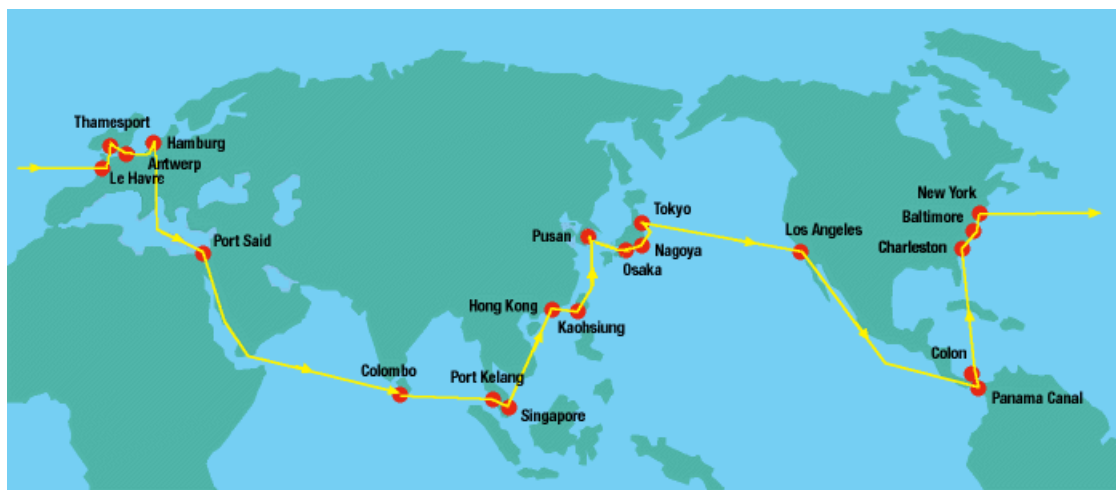 Thamesport
Hamburg
Antwerp
Le Havre
New York
Tokyo
Baltimore
Los Angeles
Port Said
Pusan
Charleston
Nagoya
Osaka
Hong Kong
Kaohsiung
Colon
Colombo
Port Kelang
Panama Canal
Singapore